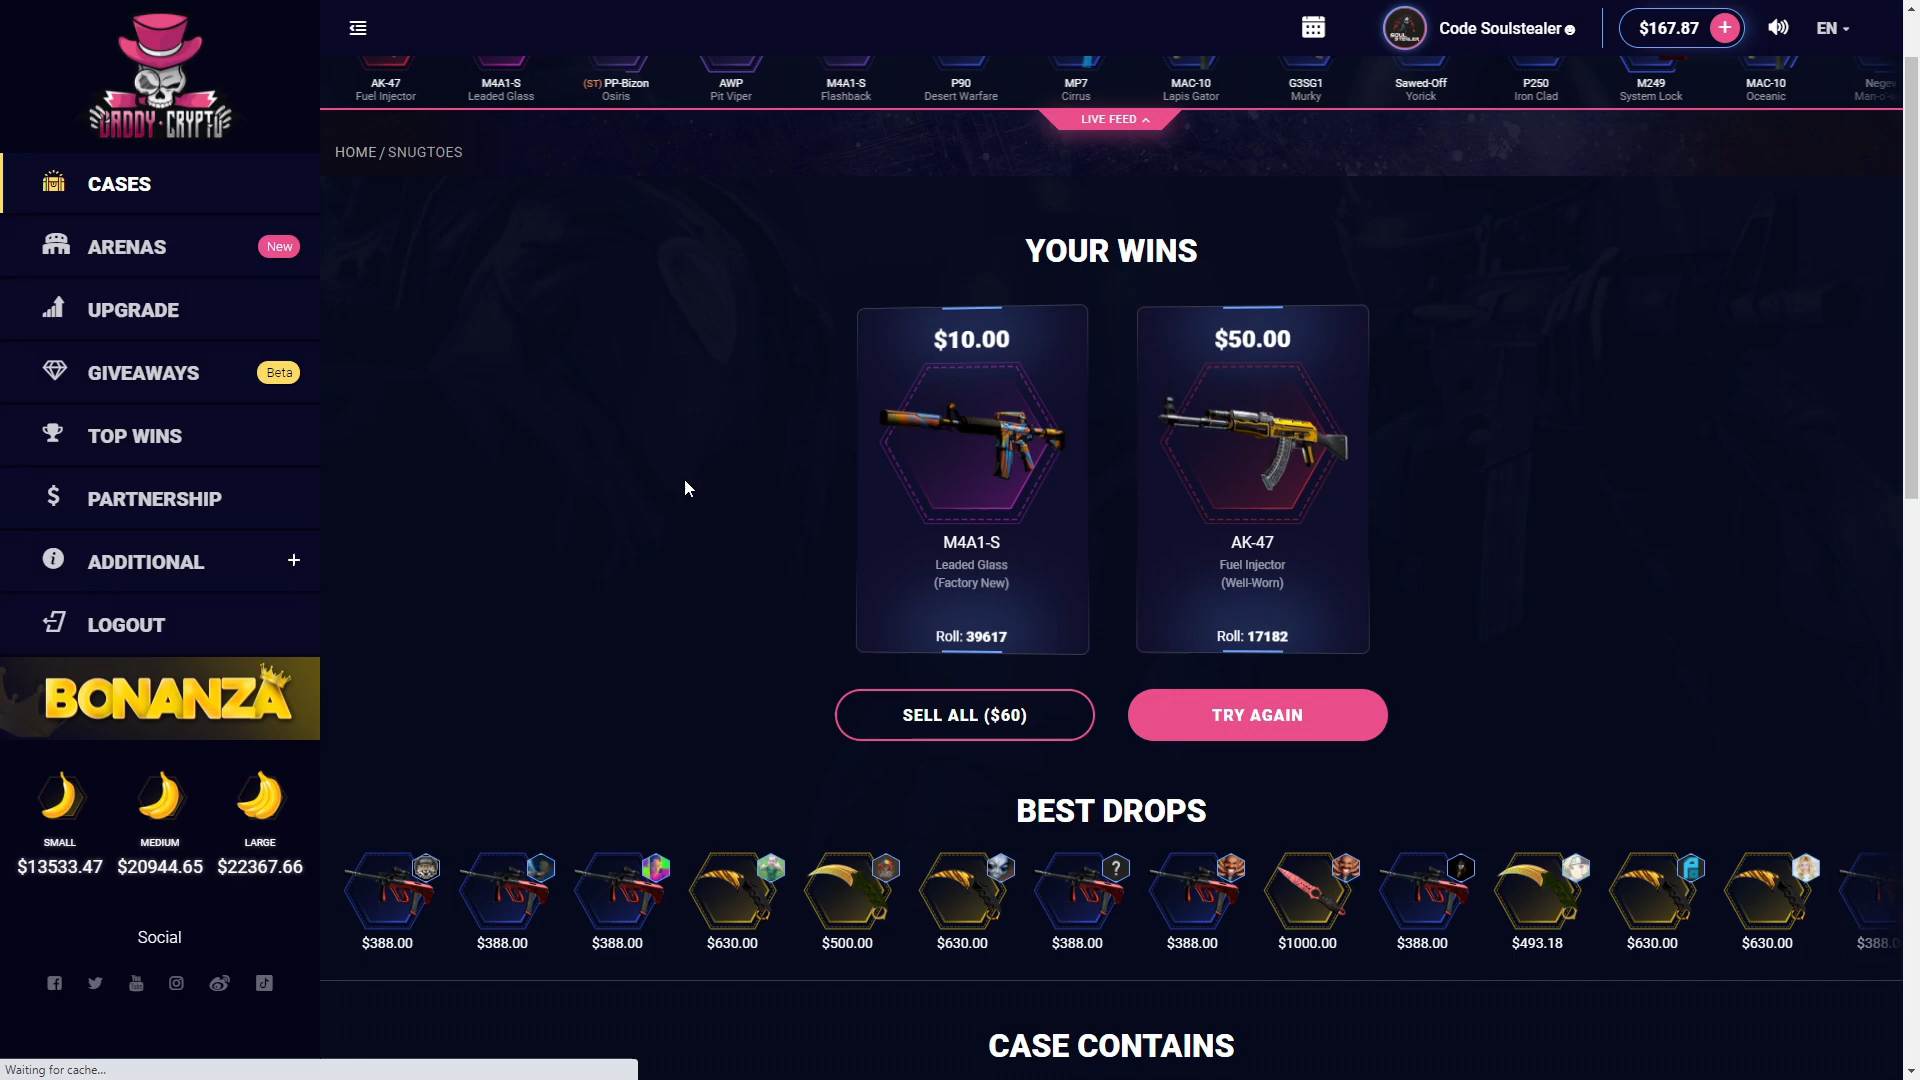 DADDY·CRYPTO
Code Soulstealer
$167.87
EN
AK-47
Fuel Injector
M4A1-S
Leaded Glass
(ST) PP-Bizon
Osiris
AWP
Pit Viper
M4A1-S
Flashback
P90
Desert Warfare
MP7
Cirrus
MAC-10
Lapis Gator
G3SG1
Murky
Sawed-Off
Yorick
P250
Iron Clad
M249
System Lock
MAC-10
Oceanic
LIVE FEED
HOME / SNUGTOES
CASES
ARENAS
New
UPGRADE
GIVEAWAYS
Beta
TOP WINS
PARTNERSHIP
ADDITIONAL
+
LOGOUT
BONANZA
SMALL
$13533.47
MEDIUM
$20944.65
LARGE
$22367.66
Social
YOUR WINS
$10.00
M4A1-S
Leaded Glass
(Factory New)
Roll: 39617
$50.00
AK-47
Fuel Injector
(Well-Worn)
Roll: 17182
SELL ALL ($60)
TRY AGAIN
BEST DROPS
$388.00
$388.00
$388.00
$630.00
$500.00
$630.00
$388.00
$388.00
$1000.00
$388.00
$493.18
$630.00
$630.00
CASE CONTAINS
Waiting for cache...